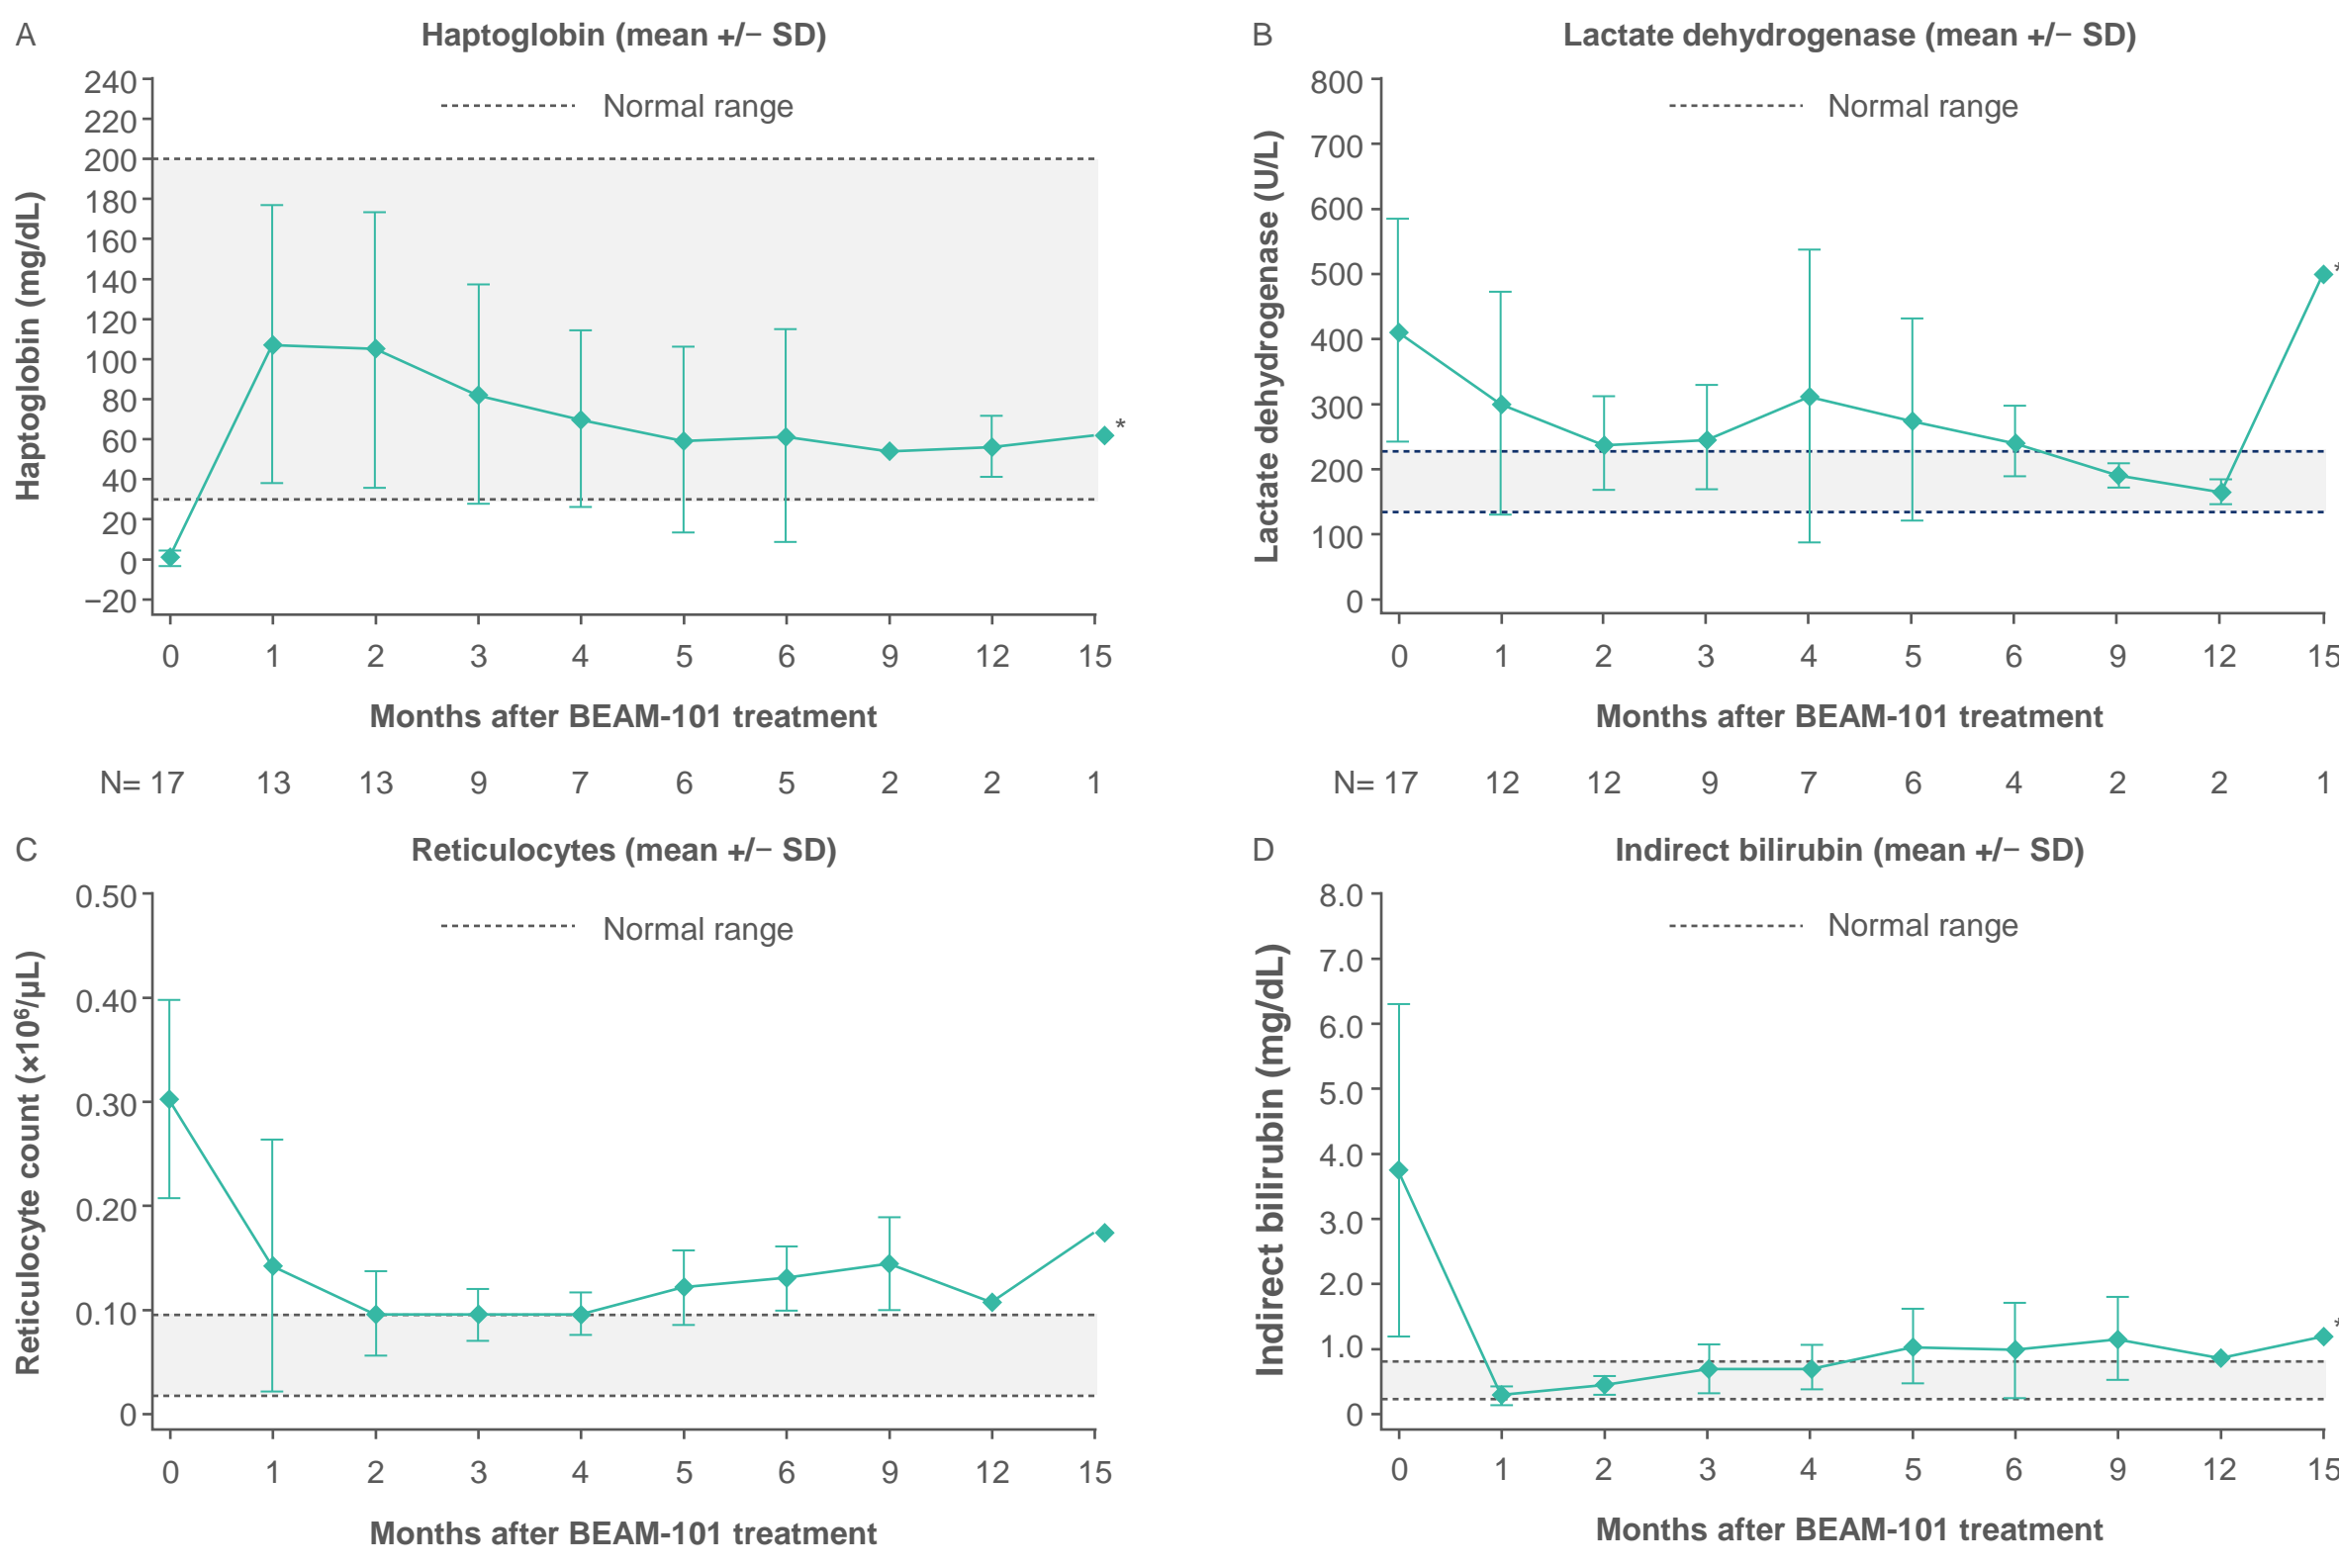 A
Haptoglobin (mean +/− SD)
Normal range
Haptoglobin (mg/dL)
240
220
200
180
160
140
120
100
80
60
40
20
0
−20
*
0 1 2 3 4 5 6 9 12 15
Months after BEAM-101 treatment
N= 17 13 13 9 7 6 5 2 2 1
B
Lactate dehydrogenase (mean +/− SD)
Normal range
Lactate dehydrogenase (U/L)
800
700
600
500
400
300
200
100
0
*
0 1 2 3 4 5 6 9 12 15
Months after BEAM-101 treatment
N= 17 12 12 9 7 6 4 2 2 1
C
Reticulocytes (mean +/− SD)
Normal range
Reticulocyte count (×10⁶/µL)
0.50
0.40
0.30
0.20
0.10
0
0 1 2 3 4 5 6 9 12 15
Months after BEAM-101 treatment
D
Indirect bilirubin (mean +/− SD)
Normal range
Indirect bilirubin (mg/dL)
8.0
7.0
6.0
5.0
4.0
3.0
2.0
1.0
0
*
0 1 2 3 4 5 6 9 12 15
Months after BEAM-101 treatment